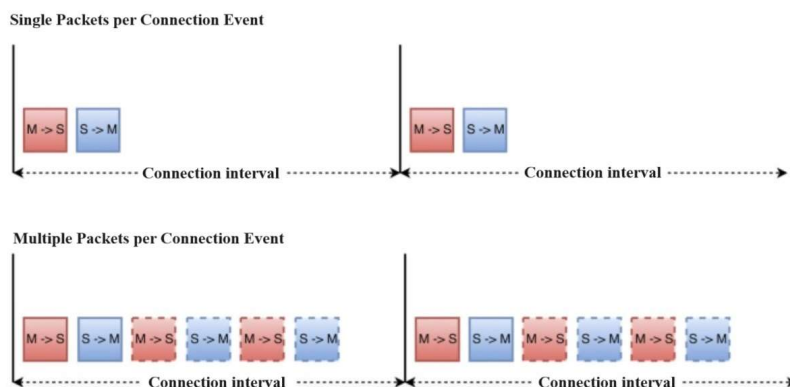 Single Packets per Connection Event
M -> S S -> M M -> S S -> M
Connection interval Connection interval
Multiple Packets per Connection Event
M -> S S -> M M -> S S -> M M -> S S -> M M -> S S -> M M -> S S -> M M -> S S -> M
Connection interval Connection interval